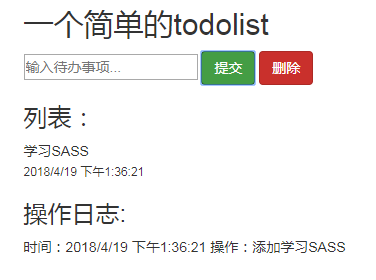 一个简单的todolist
输入待办事项... 提交 删除
列表：
学习SASS
2018/4/19 下午1:36:21
操作日志:
时间：2018/4/19 下午1:36:21 操作：添加学习SASS